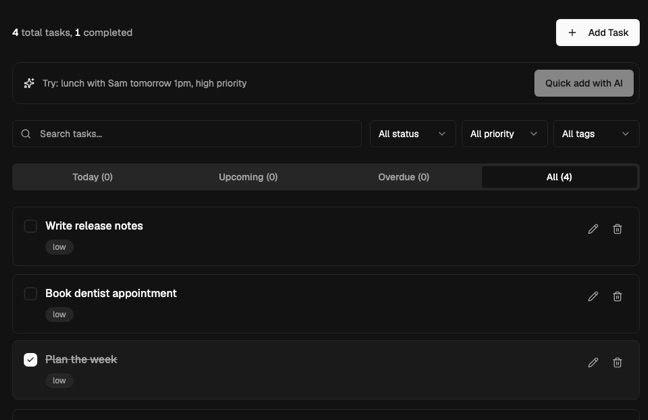 4 total tasks, 1 completed
Add Task
Try: lunch with Sam tomorrow 1pm, high priority
Quick add with AI
Search tasks...
All status
All priority
All tags
Today (0)
Upcoming (0)
Overdue (0)
All (4)
Write release notes
low
Book dentist appointment
low
Plan the week
low